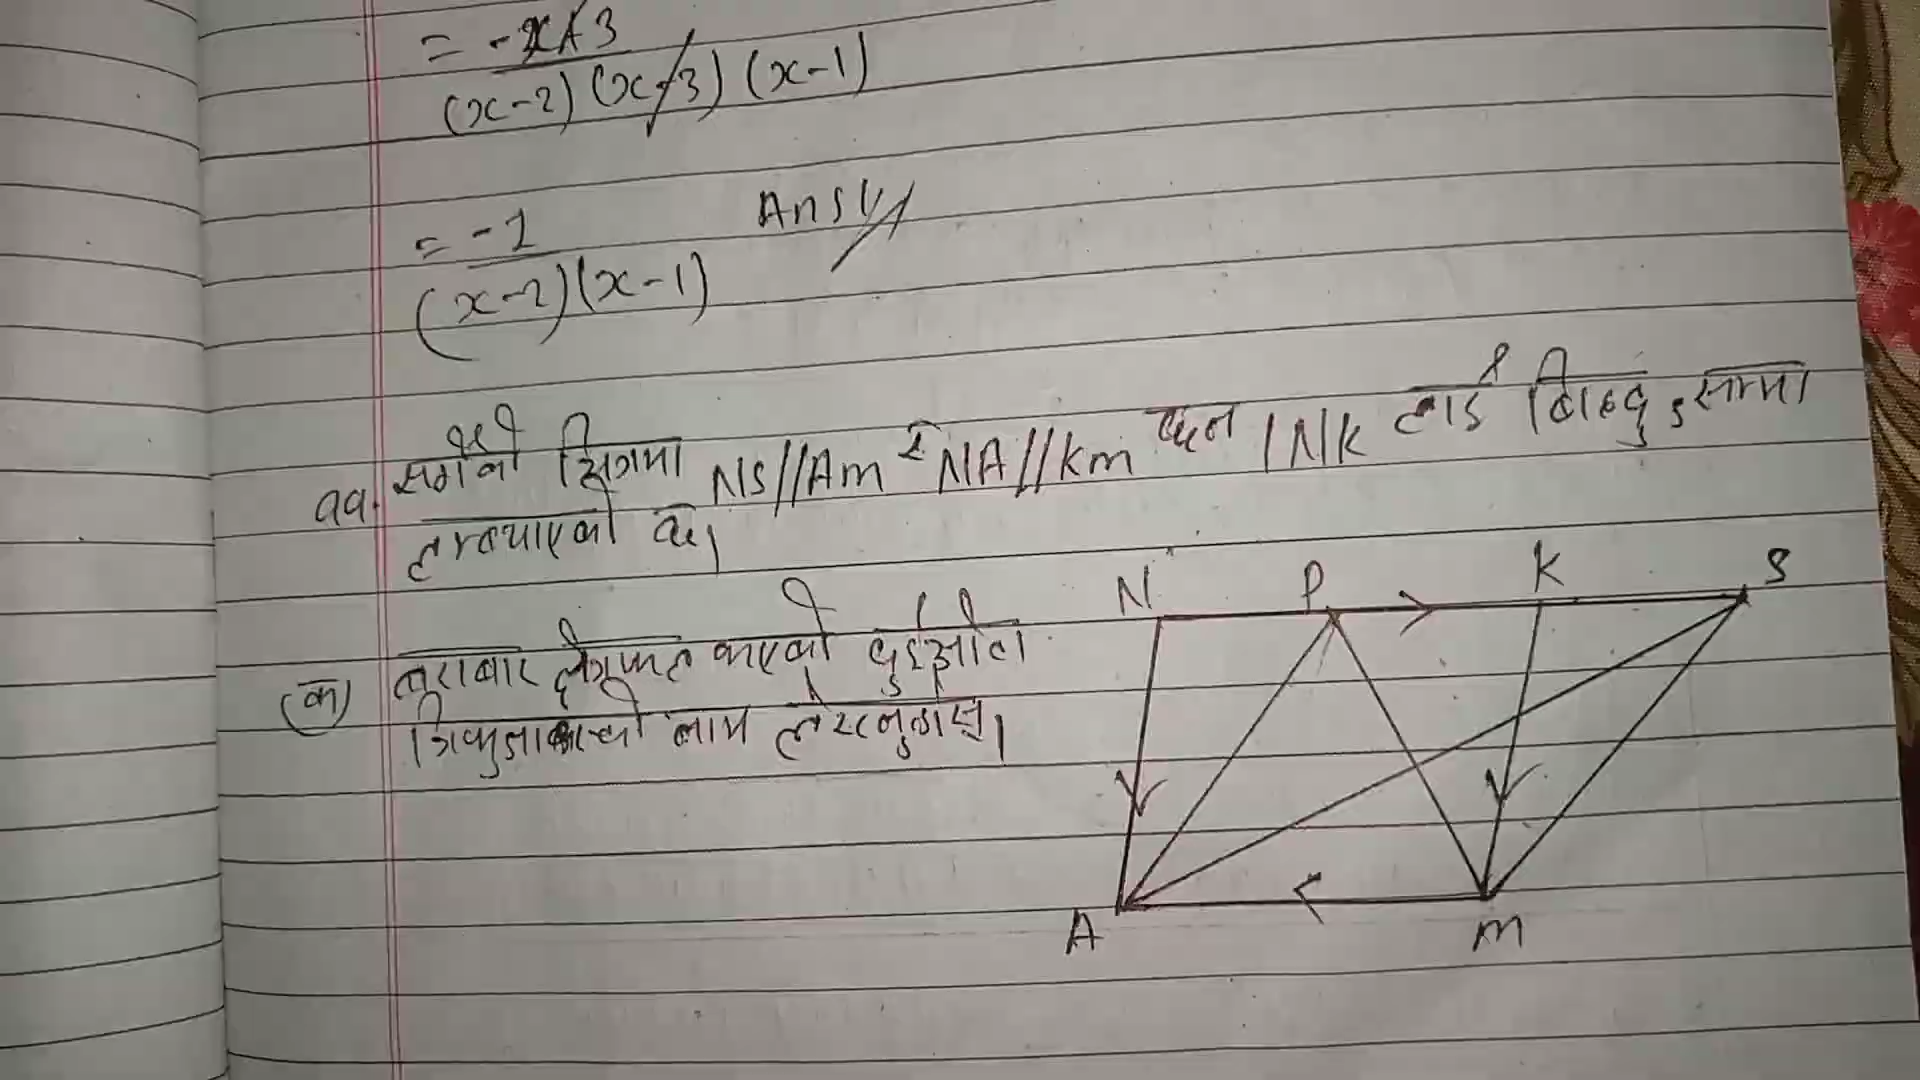 = -x+3
(x-2)(x-3)(x-1)
= -1 Ans
(x-2)(x-1)
११. सँगैको चित्रमा NS//AM र NA//KM छन् । NK लाई बिन्दु S सम्म
लम्ब्याएको छ।
N P K S
(क) बराबर क्षेत्रफल भएको दुईओटा
त्रिभुजको नाम लेख्नुहोस्।
A M